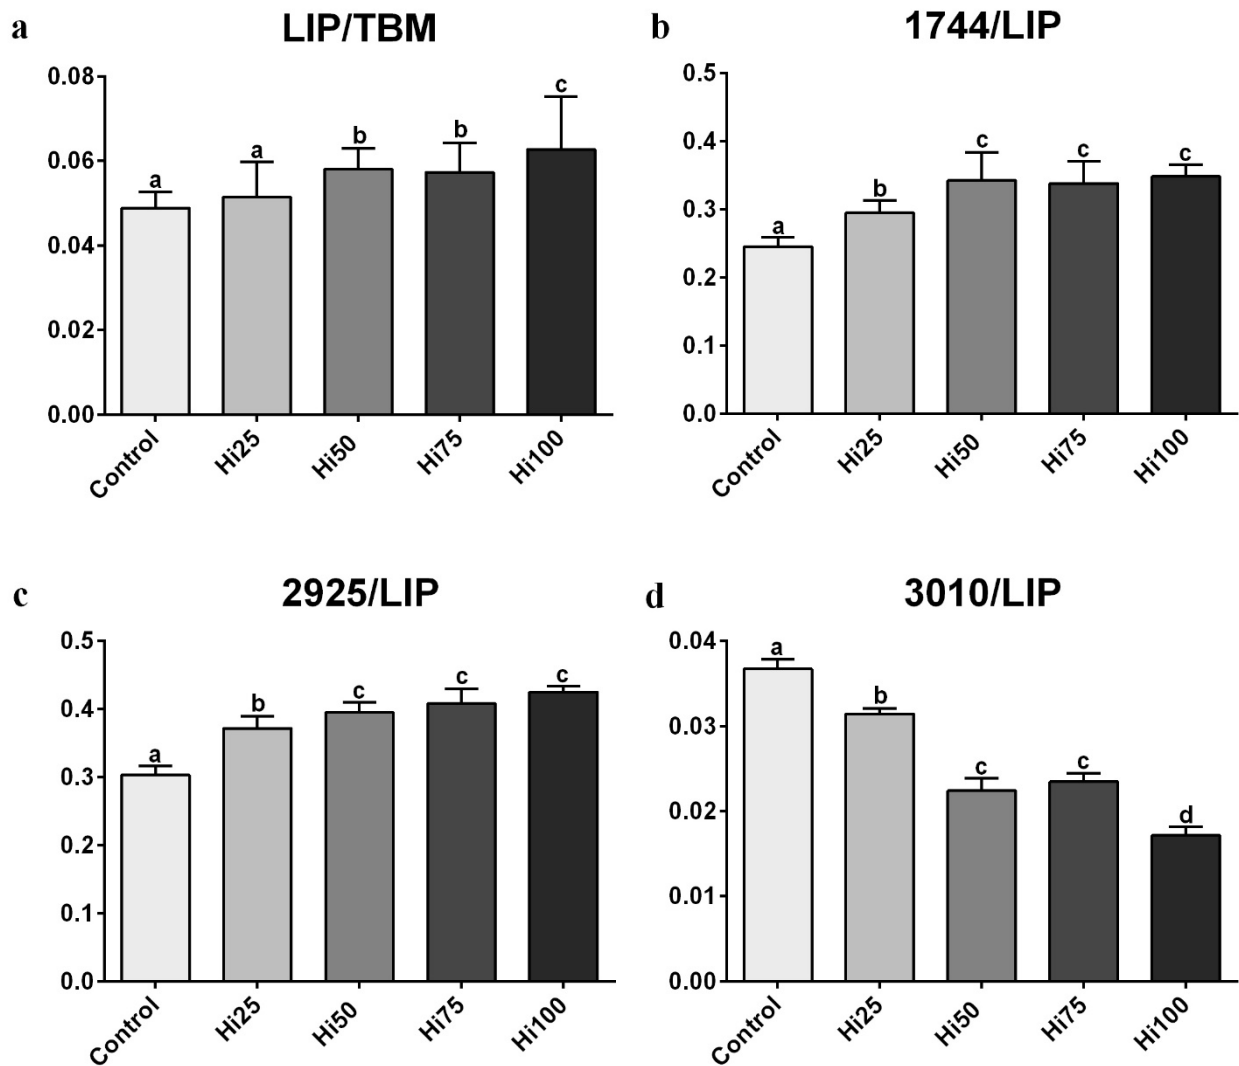 a
LIP/TBM
0.08
0.06
0.04
0.02
0.00
a
a
b
b
c
Control
Hi25
Hi50
Hi75
Hi100
b
1744/LIP
0.5
0.4
0.3
0.2
0.1
0.0
a
b
c
c
c
Control
Hi25
Hi50
Hi75
Hi100
c
2925/LIP
0.5
0.4
0.3
0.2
0.1
0.0
a
b
c
c
c
Control
Hi25
Hi50
Hi75
Hi100
d
3010/LIP
0.04
0.03
0.02
0.01
0.00
a
b
c
c
d
Control
Hi25
Hi50
Hi75
Hi100